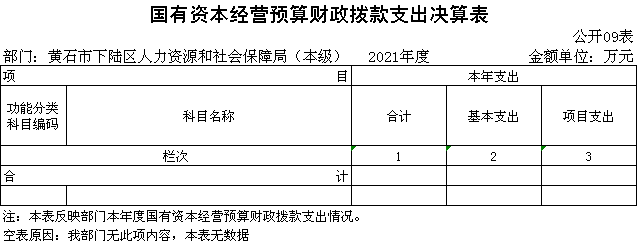 国有资本经营预算财政拨款支出决算表
公开09表
部门：黄石市下陆区人力资源和社会保障局（本级） 2021年度 金额单位：万元
项 目 本年支出
功能分类科目编码 科目名称 合计 基本支出 项目支出
栏次 1 2 3
合 计
注：本表反映部门本年度国有资本经营预算财政拨款支出情况。
空表原因：我部门无此项内容，本表无数据